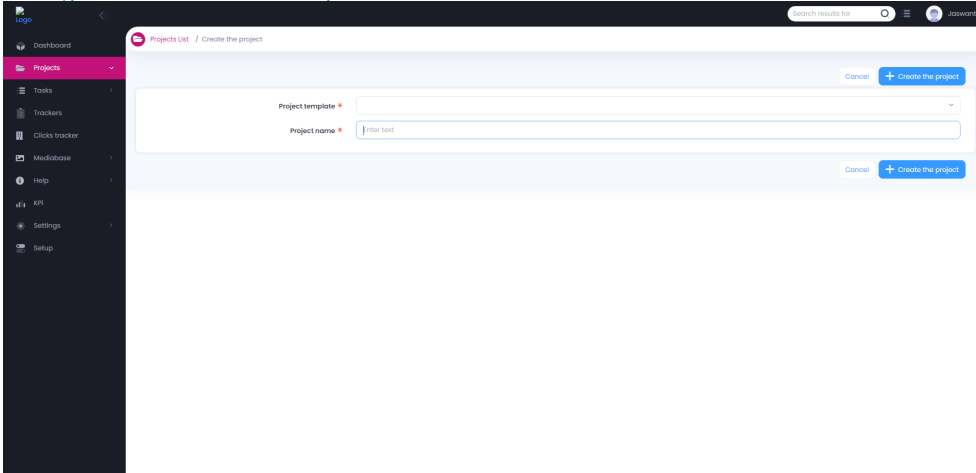 Logo
Search results for
Jaswant
Dashboard
Projects
Tasks
Trackers
Clicks tracker
Mediabase
Help
KPI
Settings
Setup
Projects List / Create the project
Cancel
+ Create the project
Project template *
Project name *
Enter text
Cancel
+ Create the project